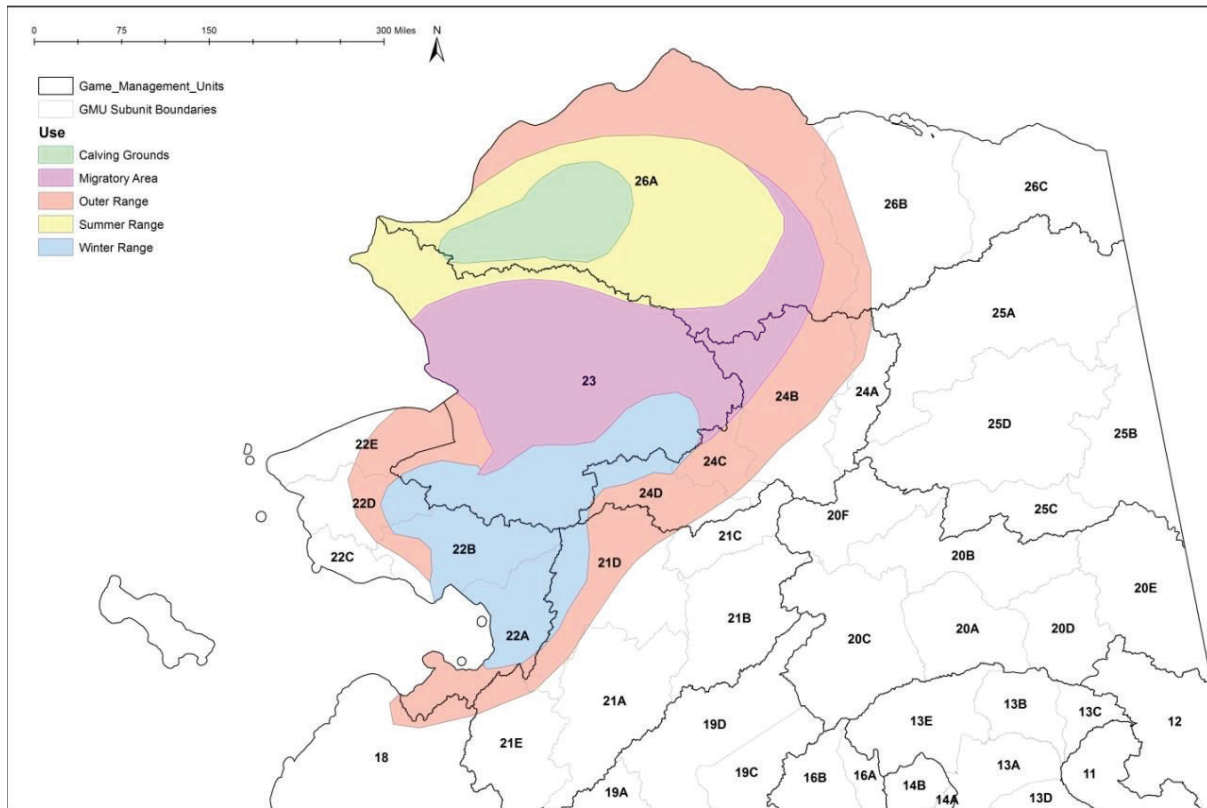 0 75 150 300 Miles
N
Game_Management_Units
GMU Subunit Boundaries
Use
Calving Grounds
Migratory Area
Outer Range
Summer Range
Winter Range
26A
26B
26C
25A
23
24B
24A
25D
25B
22E
24C
22D
24D
25C
20F
22B
21C
20B
22C
21D
20E
21B
20A
20D
22A
20C
21A
13B
13C
19D
13E
12
21E
18
13A
11
19C
16B
16A
14B
19A
14A
13D